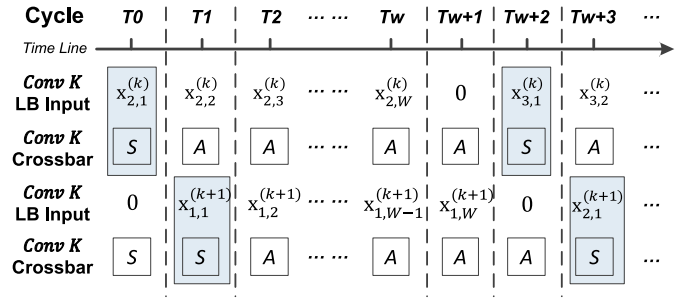 Cycle T0 T1 T2 ... ... Tw Tw+1 Tw+2 Tw+3 ...
Time Line
Conv K
LB Input
x_{2,1}^{(k)} x_{2,2}^{(k)} x_{2,3}^{(k)} ... ... x_{2,W}^{(k)} 0 x_{3,1}^{(k)} x_{3,2}^{(k)} ...
Conv K
Crossbar
S A A ... ... A A S A ...
Conv K
LB Input
0 x_{1,1}^{(k+1)} x_{1,2}^{(k+1)} ... ... x_{1,W-1}^{(k+1)} x_{1,W}^{(k+1)} 0 x_{2,1}^{(k+1)} ...
Conv K
Crossbar
S S A ... ... A A A S ...